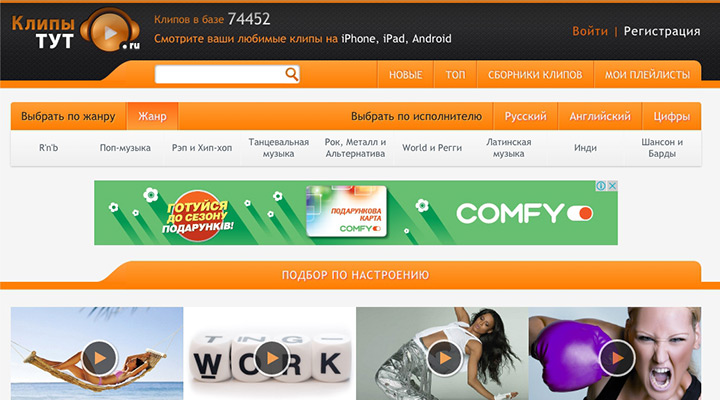 Клипы
ТУТ
.ru
Клипов в базе 74452
Смотрите ваши любимые клипы на iPhone, iPad, Android
Войти | Регистрация
НОВЫЕ
ТОП
СБОРНИКИ КЛИПОВ
МОИ ПЛЕЙЛИСТЫ
Выбрать по жанру
Жанр
Выбрать по исполнителю
Русский
Английский
Цифры
R'n'b
Поп-музыка
Рэп и Хип-хоп
Танцевальная
музыка
Рок, Металл и
Альтернатива
World и Регги
Латинская
музыка
Инди
Шансон и
Барды
ГОТУЙСЯ
ДО СЕЗОНУ
ПОДАРУНКІВ!
ПОДАРУНКОВА
КАРТА
COMFY
COMFY
ПОДБОР ПО НАСТРОЕНИЮ
TING
WORK